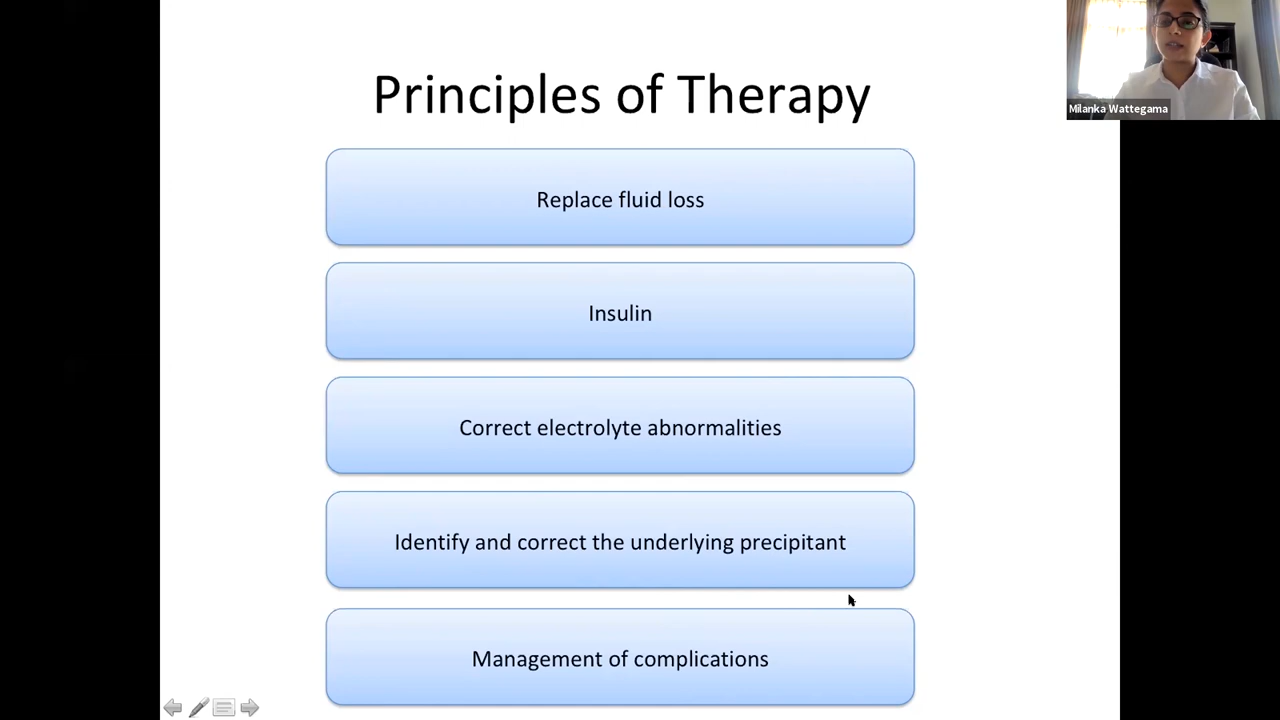 Milanka Wattegama
Principles of Therapy
Replace fluid loss
Insulin
Correct electrolyte abnormalities
Identify and correct the underlying precipitant
Management of complications